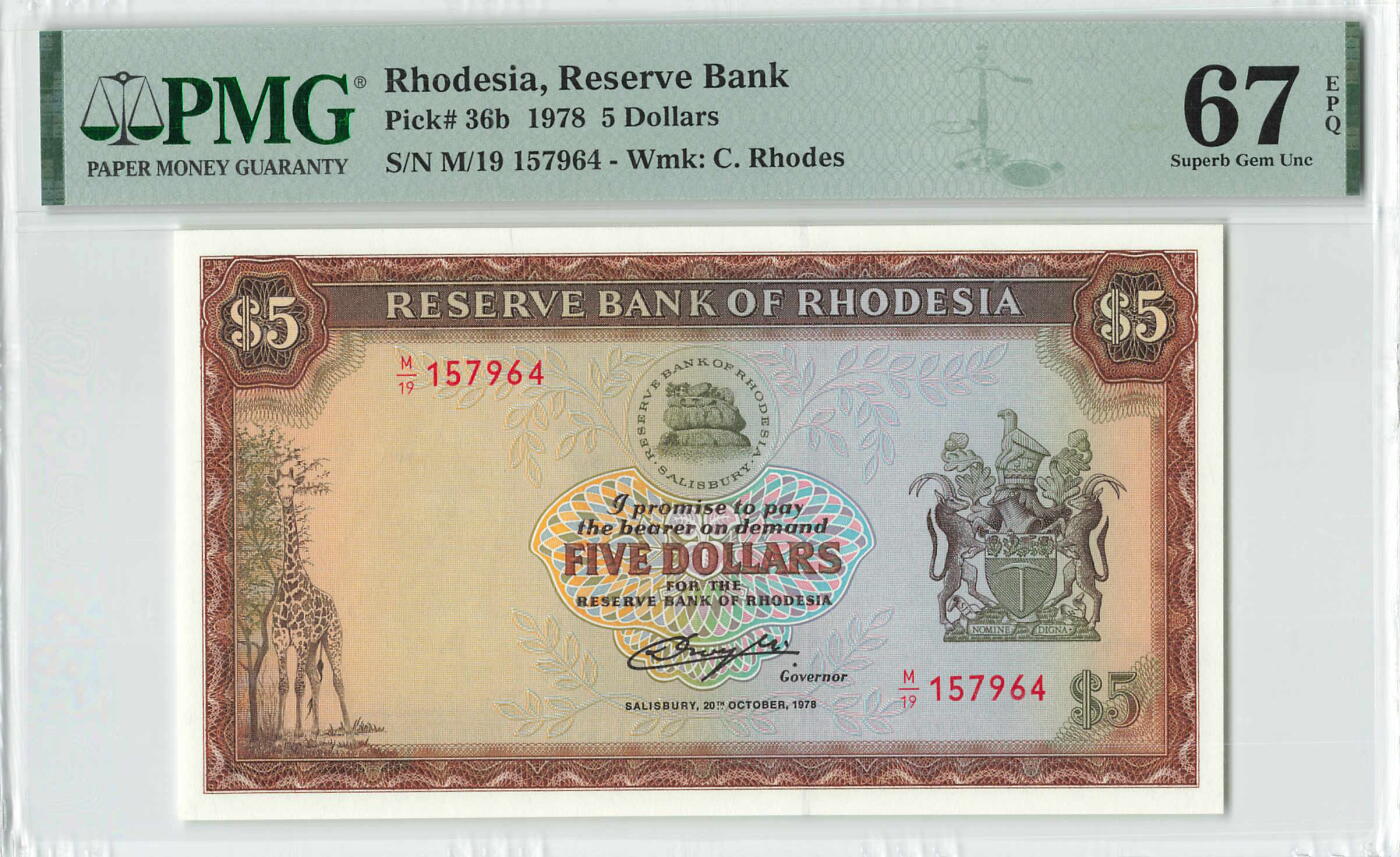 PMG®
PAPER MONEY GUARANTY
Rhodesia, Reserve Bank
Pick# 36b 1978 5 Dollars
S/N M/19 157964 - Wmk: C. Rhodes
67
EPQ
Superb Gem Unc
$5
RESERVE BANK OF RHODESIA
$5
M/19 157964
RESERVE BANK OF RHODESIA
· SALISBURY ·
I promise to pay
the bearer on demand
FIVE DOLLARS
FOR THE
RESERVE BANK OF RHODESIA
Governor
SALISBURY, 20TH OCTOBER, 1978
SIT NOMINE DIGNA
M/19 157964
$5